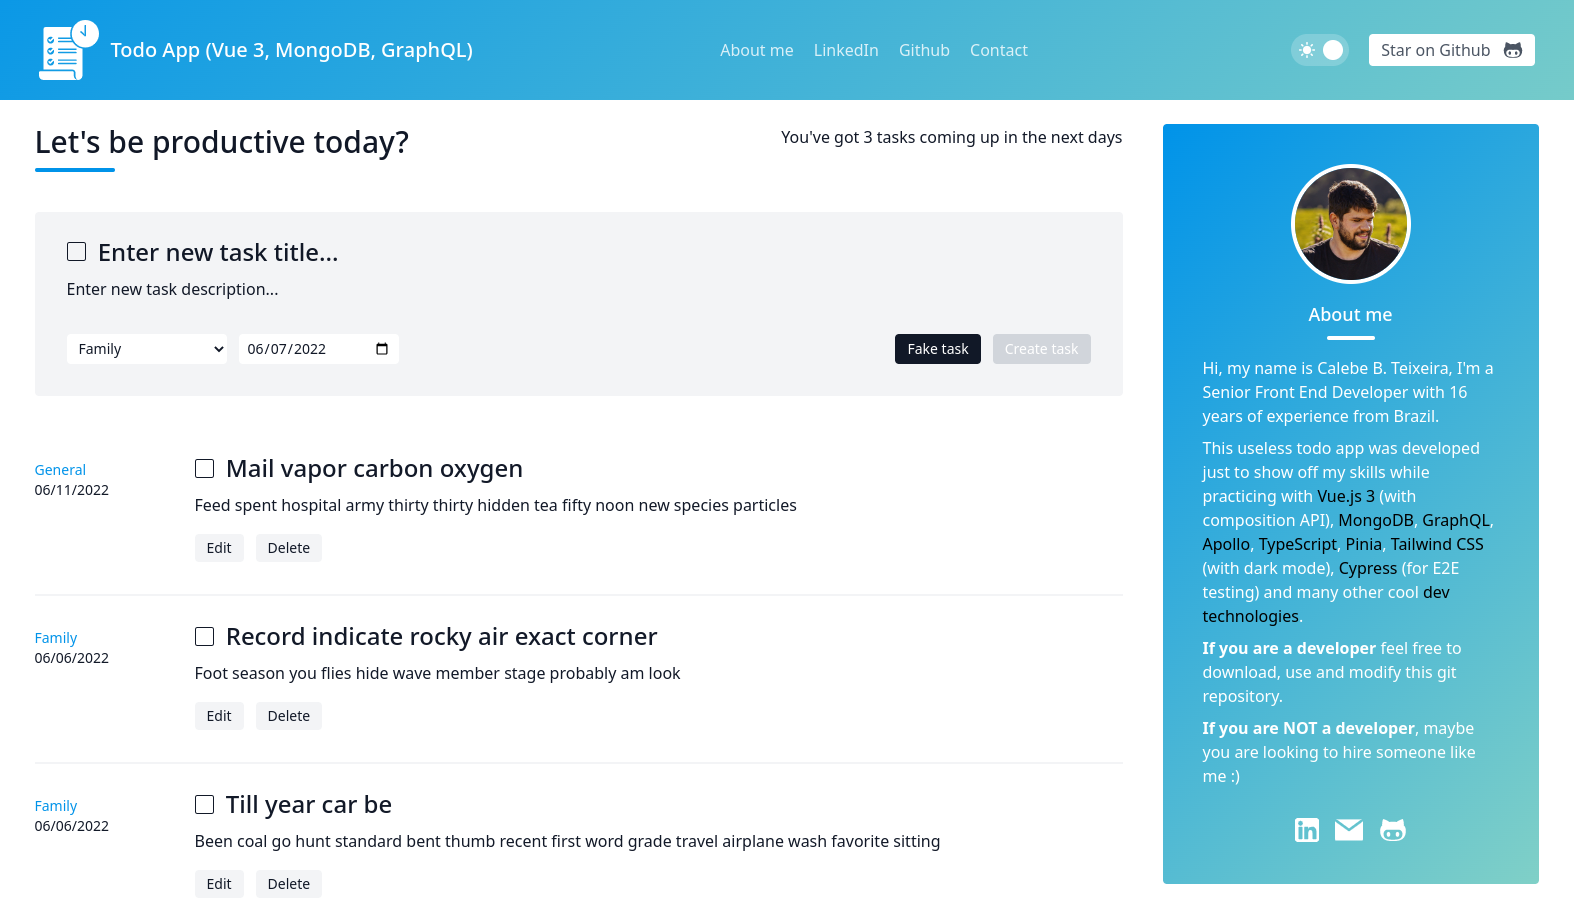 Todo App (Vue 3, MongoDB, GraphQL)
About me
LinkedIn
Github
Contact
Star on Github
Let's be productive today?
You've got 3 tasks coming up in the next days
Enter new task title...
Enter new task description...
Family
06/07/2022
Fake task
Create task
General
06/11/2022
Mail vapor carbon oxygen
Feed spent hospital army thirty thirty hidden tea fifty noon new species particles
Edit
Delete
Family
06/06/2022
Record indicate rocky air exact corner
Foot season you flies hide wave member stage probably am look
Edit
Delete
Family
06/06/2022
Till year car be
Been coal go hunt standard bent thumb recent first word grade travel airplane wash favorite sitting
Edit
Delete
About me
Hi, my name is Calebe B. Teixeira, I'm a
Senior Front End Developer with 16
years of experience from Brazil.
This useless todo app was developed
just to show off my skills while
practicing with Vue.js 3 (with
composition API), MongoDB, GraphQL,
Apollo, TypeScript, Pinia, Tailwind CSS
(with dark mode), Cypress (for E2E
testing) and many other cool dev
technologies.
If you are a developer feel free to
download, use and modify this git
repository.
If you are NOT a developer, maybe
you are looking to hire someone like
me :)
in